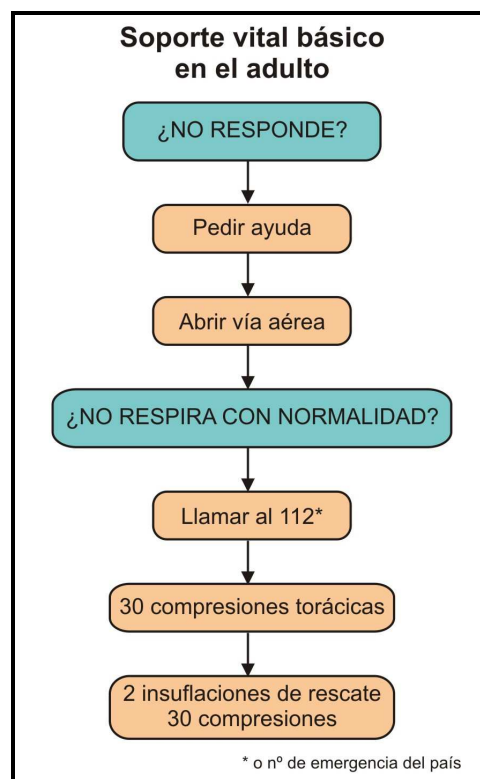 Soporte vital básico
en el adulto
¿NO RESPONDE?
Pedir ayuda
Abrir vía aérea
¿NO RESPIRA CON NORMALIDAD?
Llamar al 112*
30 compresiones torácicas
2 insuflaciones de rescate
30 compresiones
* o nº de emergencia del país